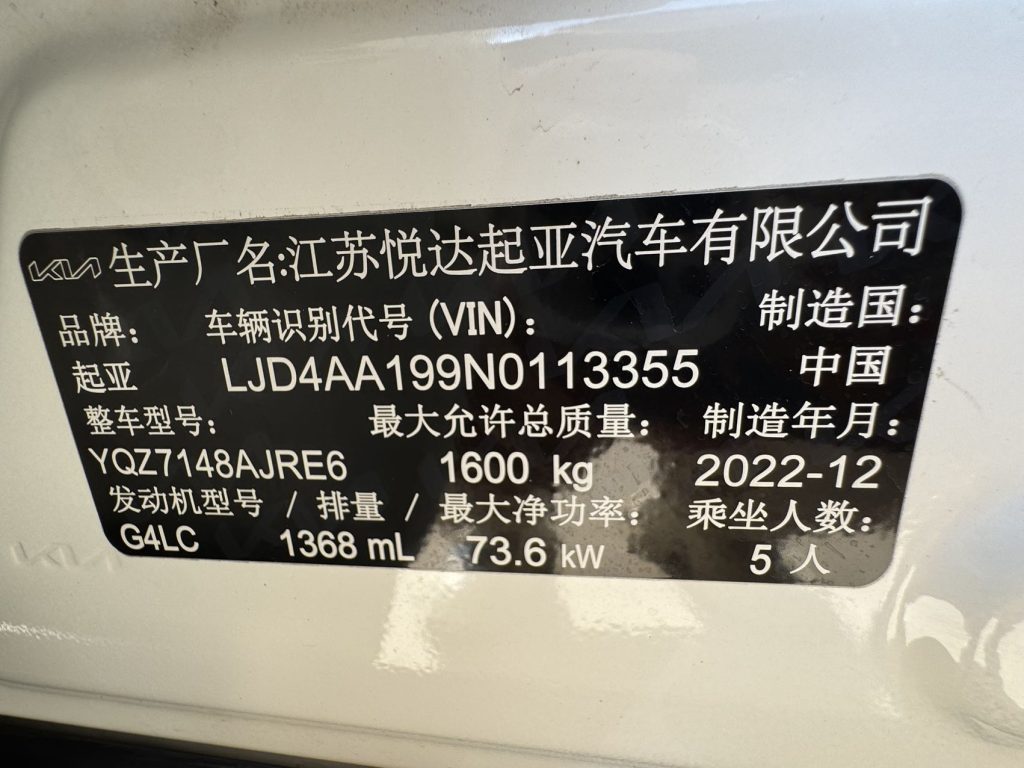 KIA 生产厂名:江苏悦达起亚汽车有限公司
品牌: 车辆识别代号 (VIN): 制造国:
起亚 LJD4AA199N0113355 中国
整车型号: 最大允许总质量: 制造年月:
YQZ7148AJRE6 1600 kg 2022-12
发动机型号 / 排量 / 最大净功率: 乘坐人数:
G4LC 1368 mL 73.6 kW 5 人